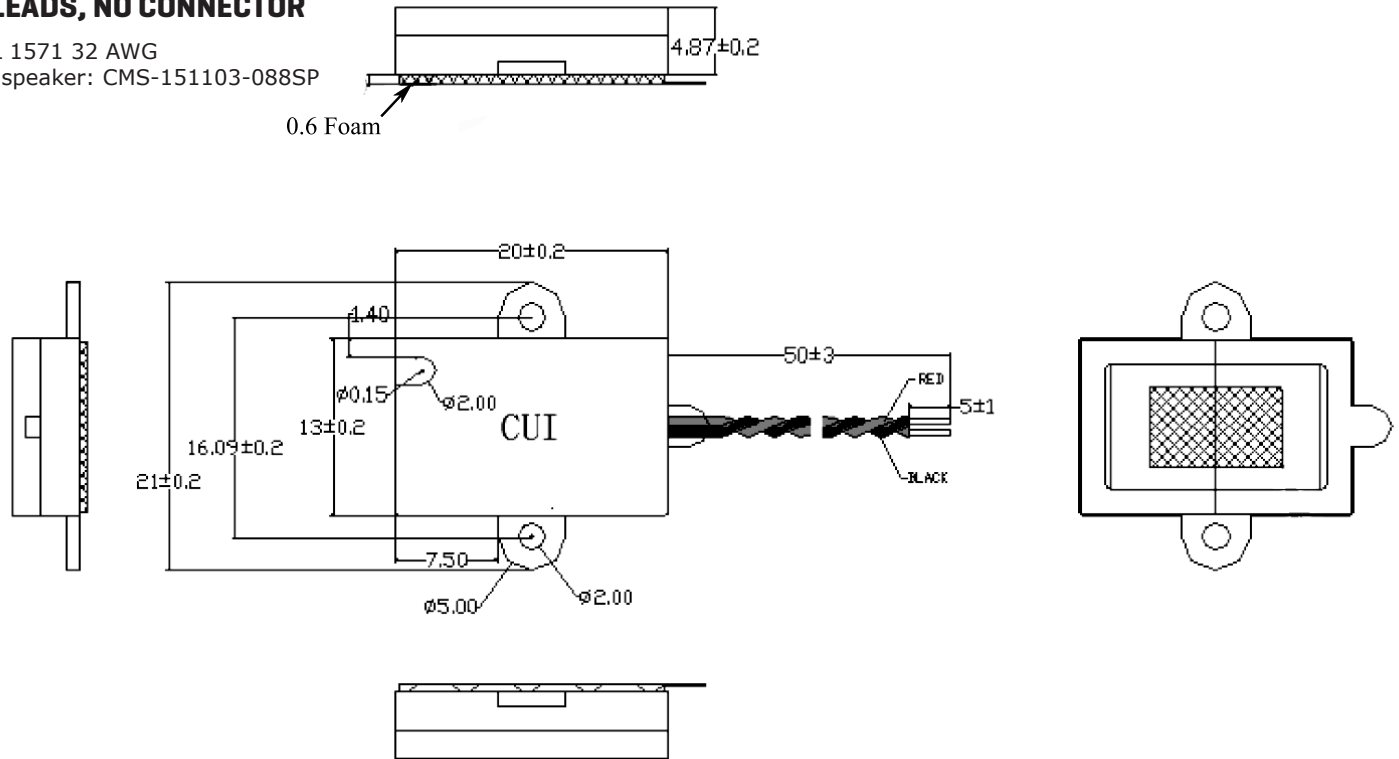 LEADS, NO CONNECTOR
1571 32 AWG
speaker: CMS-151103-088SP
4.87±0.2
0.6 Foam
20±0.2
1.40
50±3
RED
5±1
ø0.15
ø2.00
13±0.2
CUI
16.09±0.2
21±0.2
BLACK
7.50
ø5.00
ø2.00